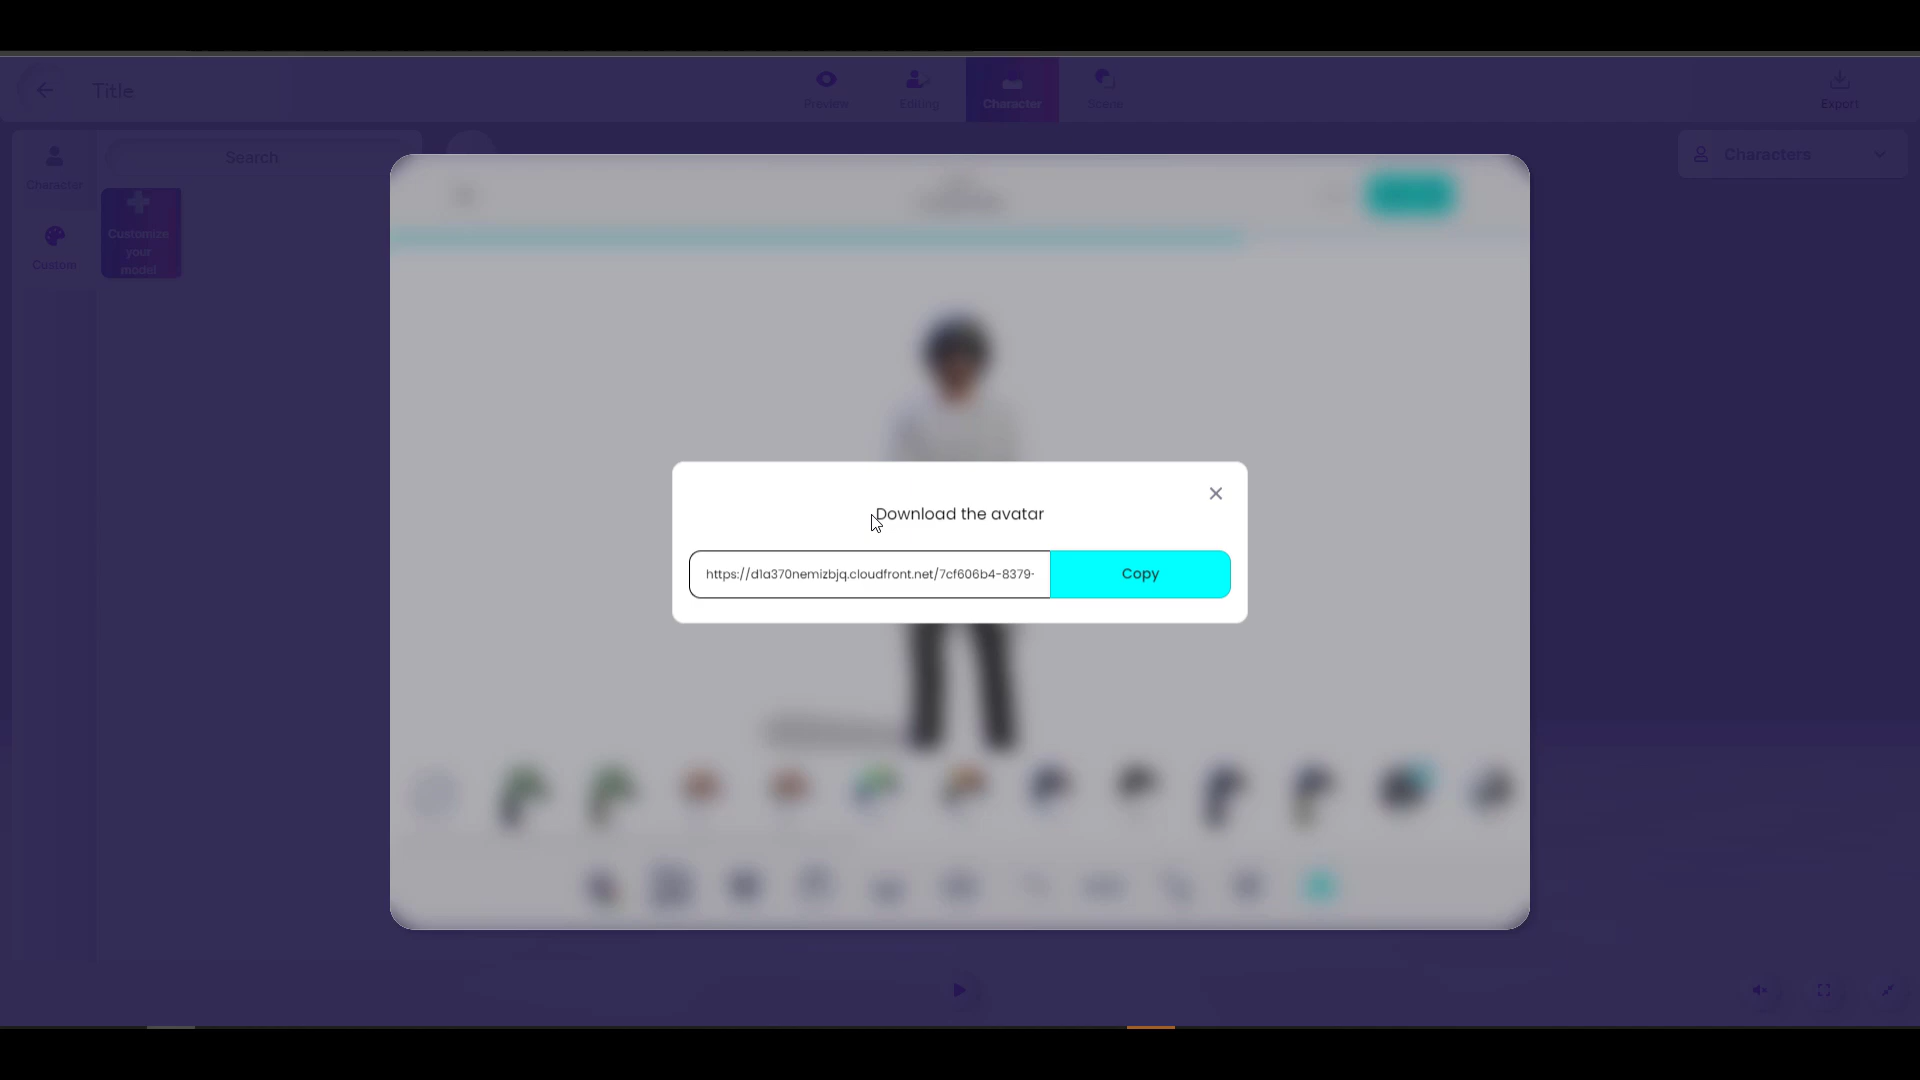 Title
Preview
Editing
Character
Scene
Export
Character
Search
Characters
Customize
your
model
Custom
Download the avatar
https://d1a370nemizbjq.cloudfront.net/7cf606b4-8379-
Copy